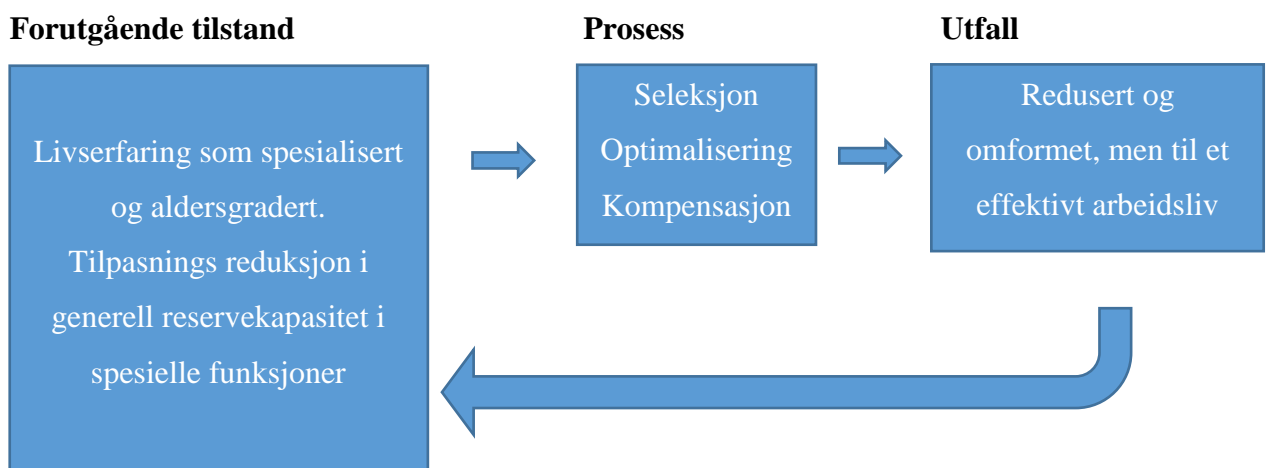 Forutgående tilstand
Livserfaring som spesialisert
og aldersgradert.
Tilpasnings reduksjon i
generell reservekapasitet i
spesielle funksjoner
Prosess
Seleksjon
Optimalisering
Kompensasjon
Utfall
Redusert og
omformet, men til et
effektivt arbeidsliv